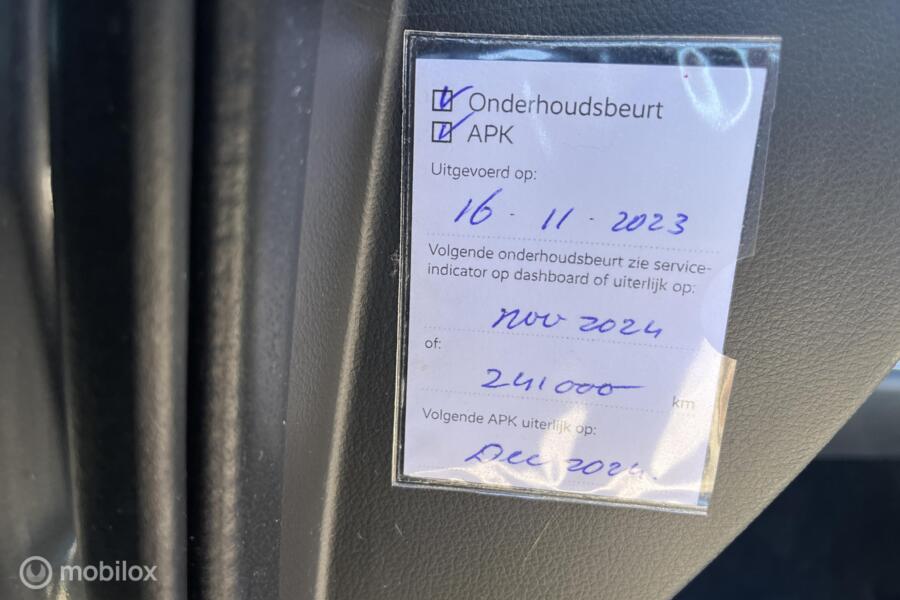 Onderhoudsbeurt
APK
Uitgevoerd op:
16 - 11 - 2023
Volgende onderhoudsbeurt zie service-
indicator op dashboard of uiterlijk op:
nov 2024
of:
241000 km
Volgende APK uiterlijk op:
Dec 2024.
mobilox